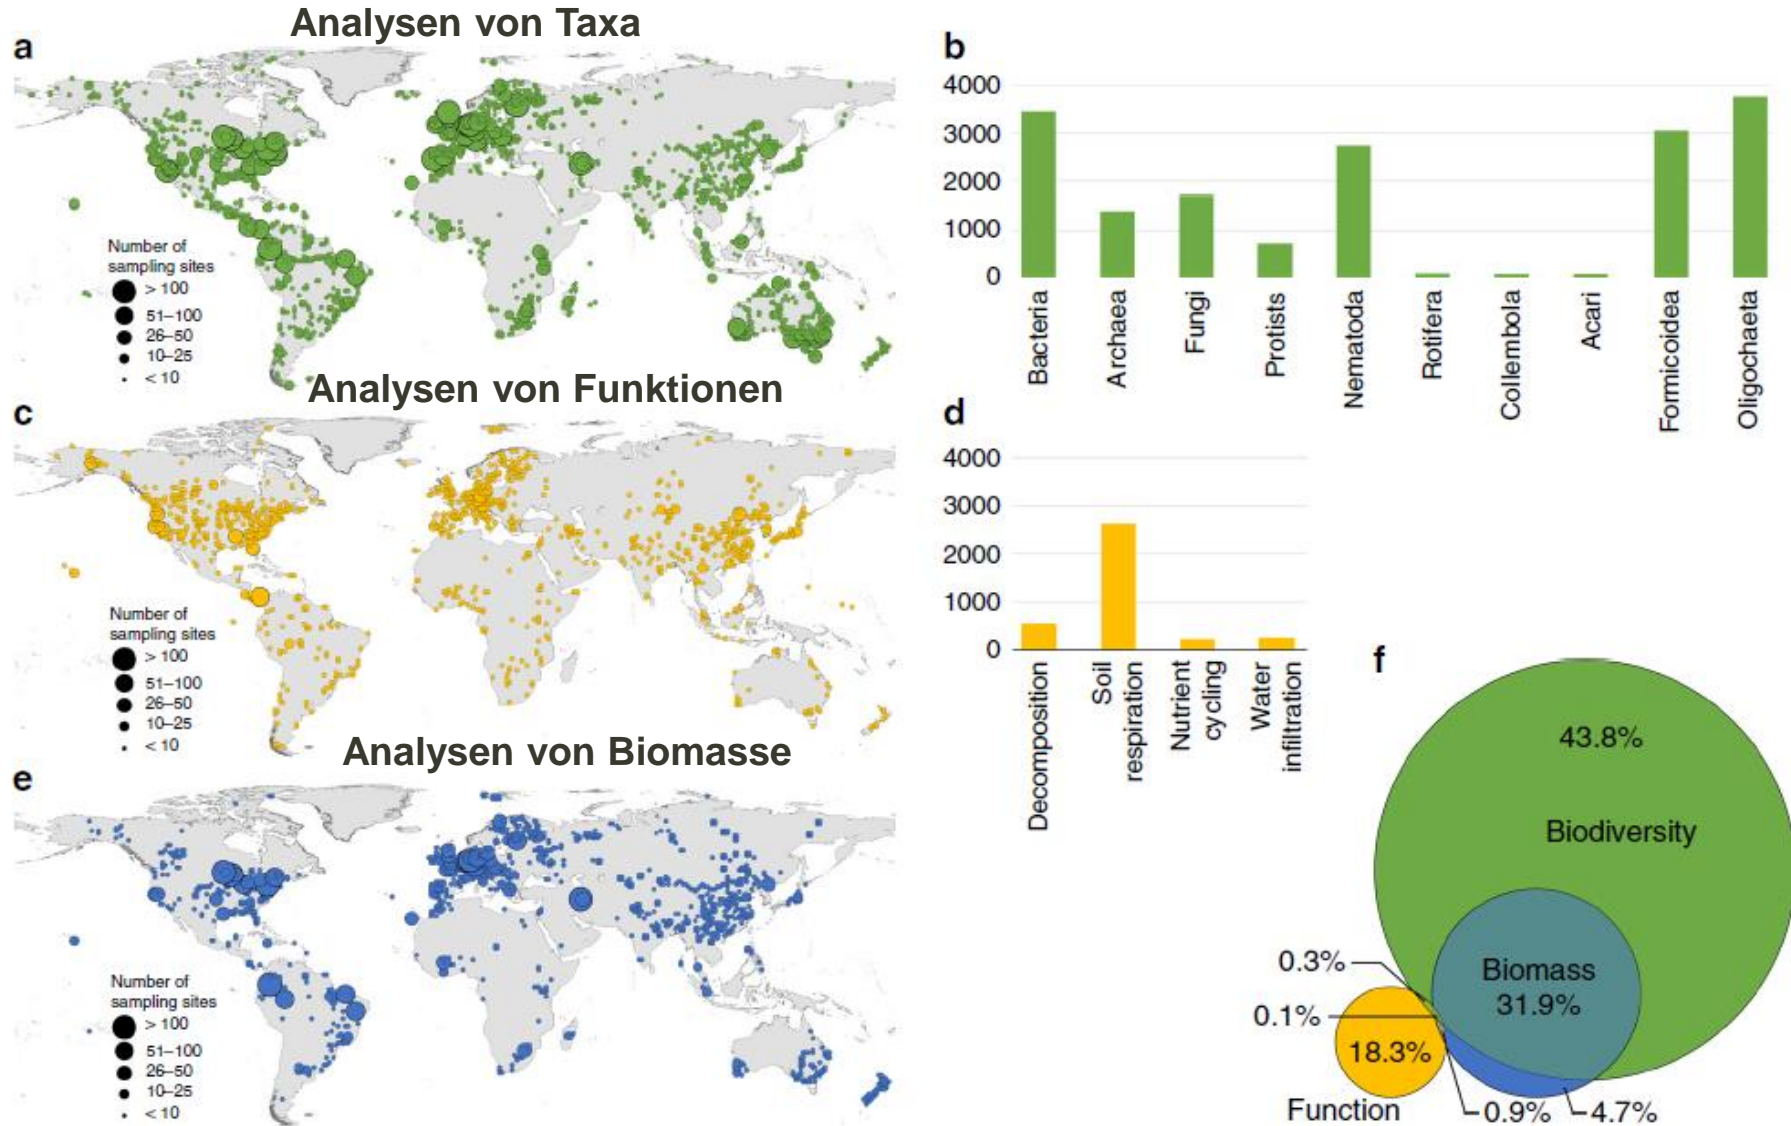 Analysen von Taxa
a
Number of
sampling sites
> 100
51–100
26–50
10–25
< 10
b
4000
3000
2000
1000
0
Bacteria
Archaea
Fungi
Protists
Nematoda
Rotifera
Collembola
Acari
Formicoidea
Oligochaeta
Analysen von Funktionen
c
Number of
sampling sites
> 100
51–100
26–50
10–25
< 10
d
4000
3000
2000
1000
0
Decomposition
Soil
respiration
Nutrient
cycling
Water
infiltration
Analysen von Biomasse
e
Number of
sampling sites
> 100
51–100
26–50
10–25
< 10
f
43.8%
Biodiversity
Biomass
31.9%
0.3%
0.1%
18.3%
Function
0.9%
4.7%